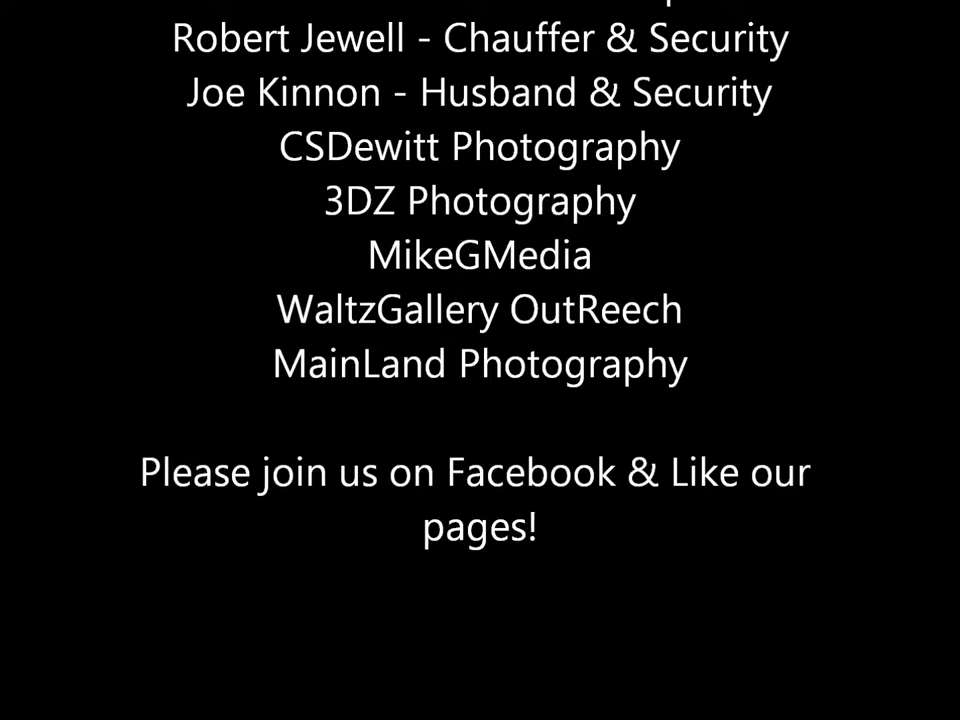 Robert Jewell - Chauffer & Security
Joe Kinnon - Husband & Security
CSDewitt Photography
3DZ Photography
MikeGMedia
WaltzGallery OutReech
MainLand Photography
Please join us on Facebook & Like our
pages!